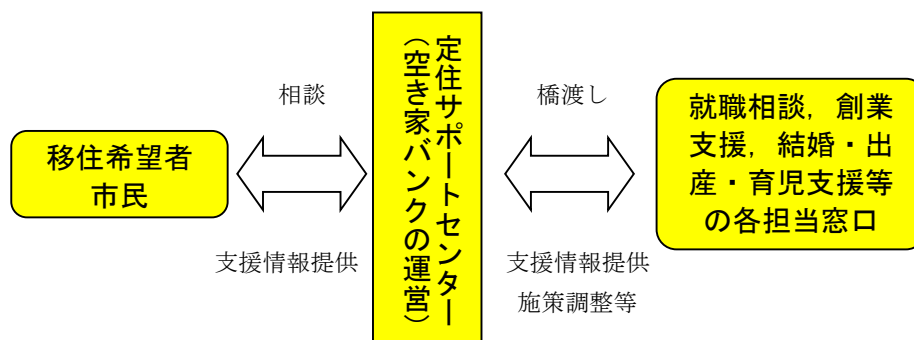 移住希望者
市民
相談
支援情報提供
定住サポートセンター
（空き家バンクの運営）
橋渡し
支援情報提供
施策調整等
就職相談，創業
支援，結婚・出
産・育児支援等
の各担当窓口